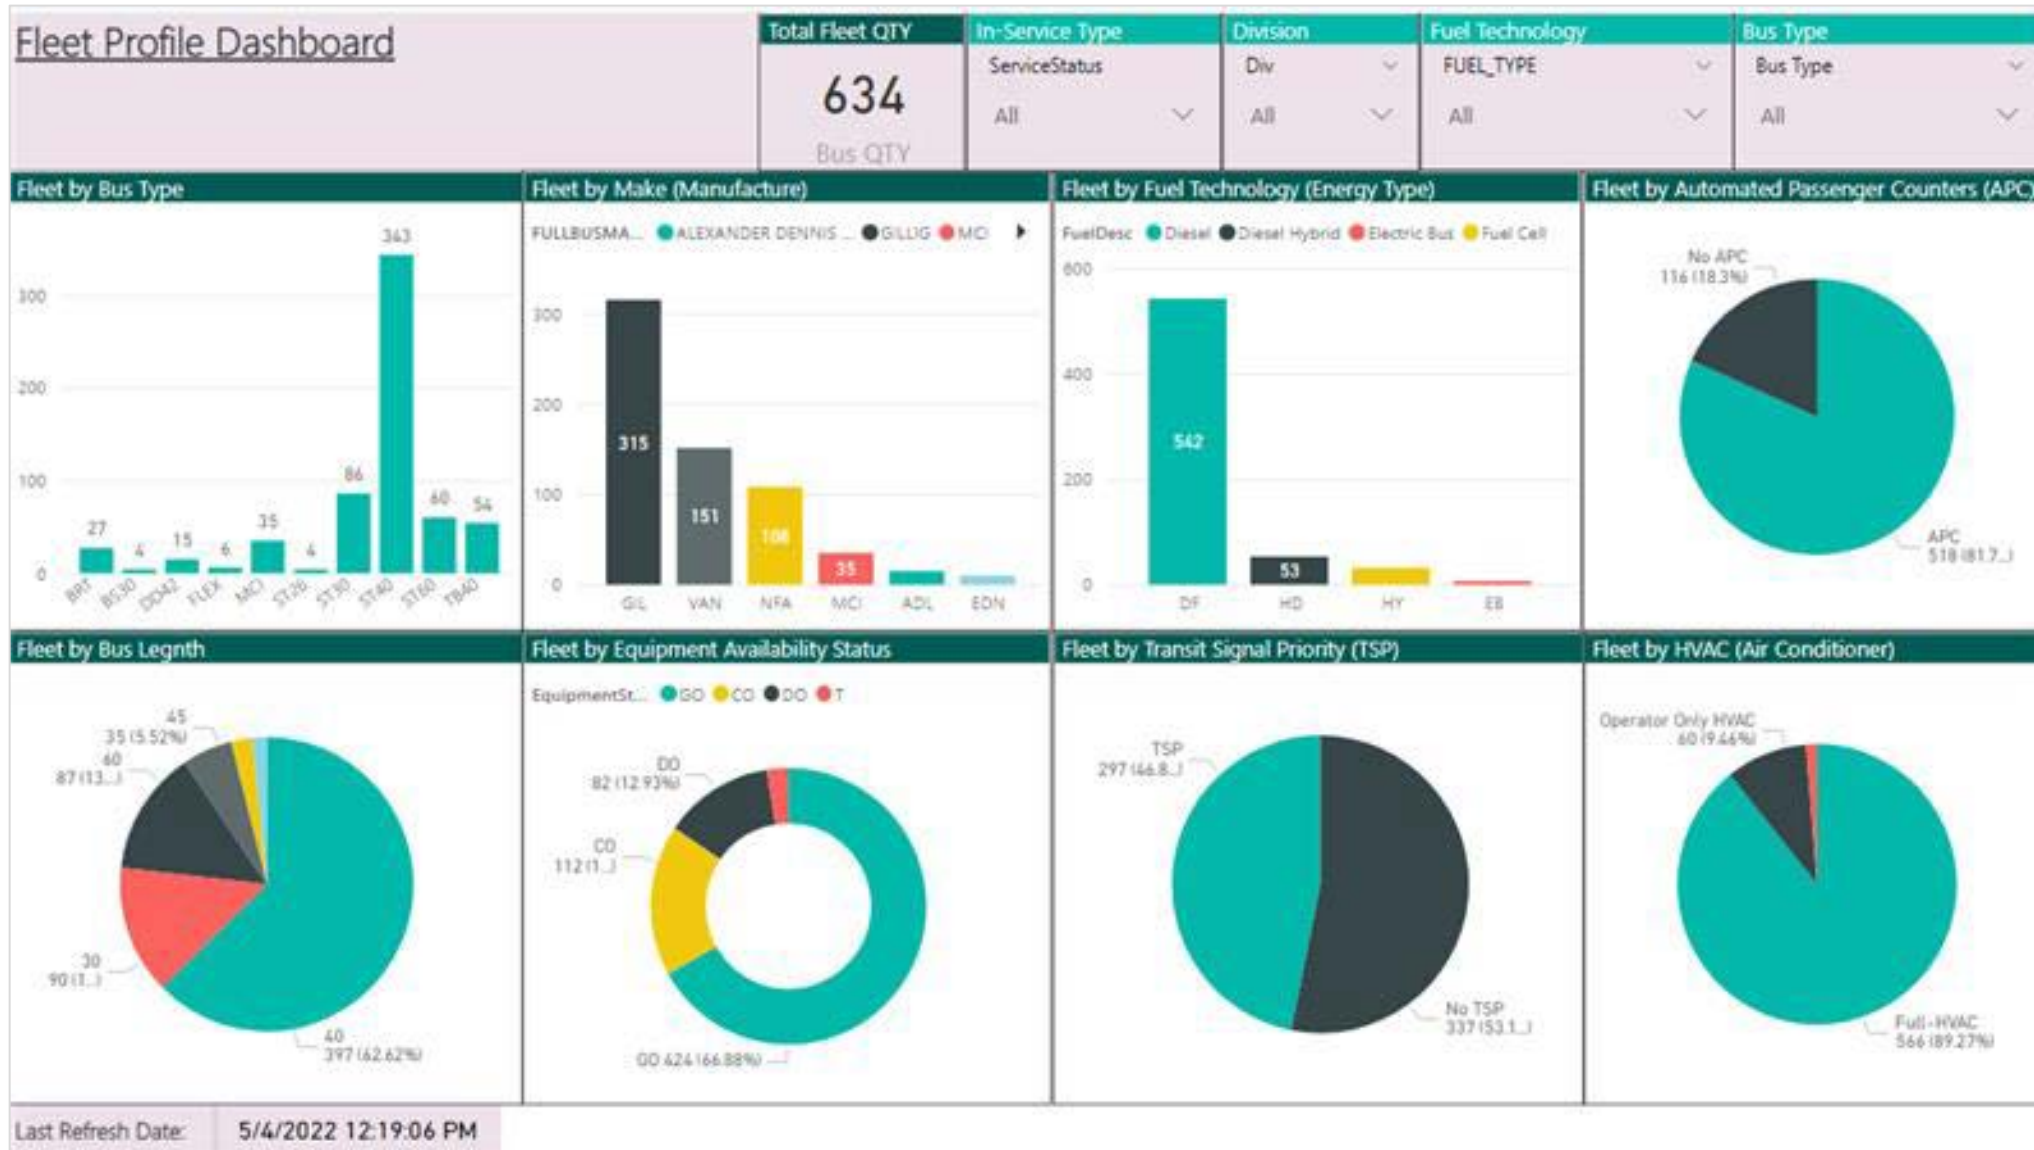 Fleet Profile Dashboard
Total Fleet QTY
634
Bus QTY
In-Service Type
ServiceStatus
All
Division
Div
All
Fuel Technology
FUEL_TYPE
All
Bus Type
Bus Type
All
Fleet by Bus Type
300
200
100
0
27
4
15
6
35
4
86
343
60
54
BRT
BS30
DD42
FLEX
MCI
ST26
ST30
ST40
ST60
TB40
Fleet by Make (Manufacture)
FULLBUSMA... ALEXANDER DENNIS ... GILLIG MCI
300
200
100
0
315
151
108
35
GIL
VAN
NFA
MCI
ADL
EDN
Fleet by Fuel Technology (Energy Type)
FuelDesc Diesel Diesel Hybrid Electric Bus Fuel Cell
600
400
200
0
542
53
DF
HD
HY
EB
Fleet by Automated Passenger Counters (APC)
No APC
116 (18.3%)
APC
518 (81.7...)
Fleet by Bus Legnth
45
35 (5.52%)
60
87 (13...)
30
90 (1...)
40
397 (62.62%)
Fleet by Equipment Availability Status
EquipmentSt... GO CO DO T
DO
82 (12.93%)
CO
112 (1...)
GO 424 (66.88%)
Fleet by Transit Signal Priority (TSP)
TSP
297 (46.8...)
No TSP
337 (53.1...)
Fleet by HVAC (Air Conditioner)
Operator Only HVAC
60 (9.46%)
Full-HVAC
566 (89.27%)
Last Refresh Date:
5/4/2022 12:19:06 PM